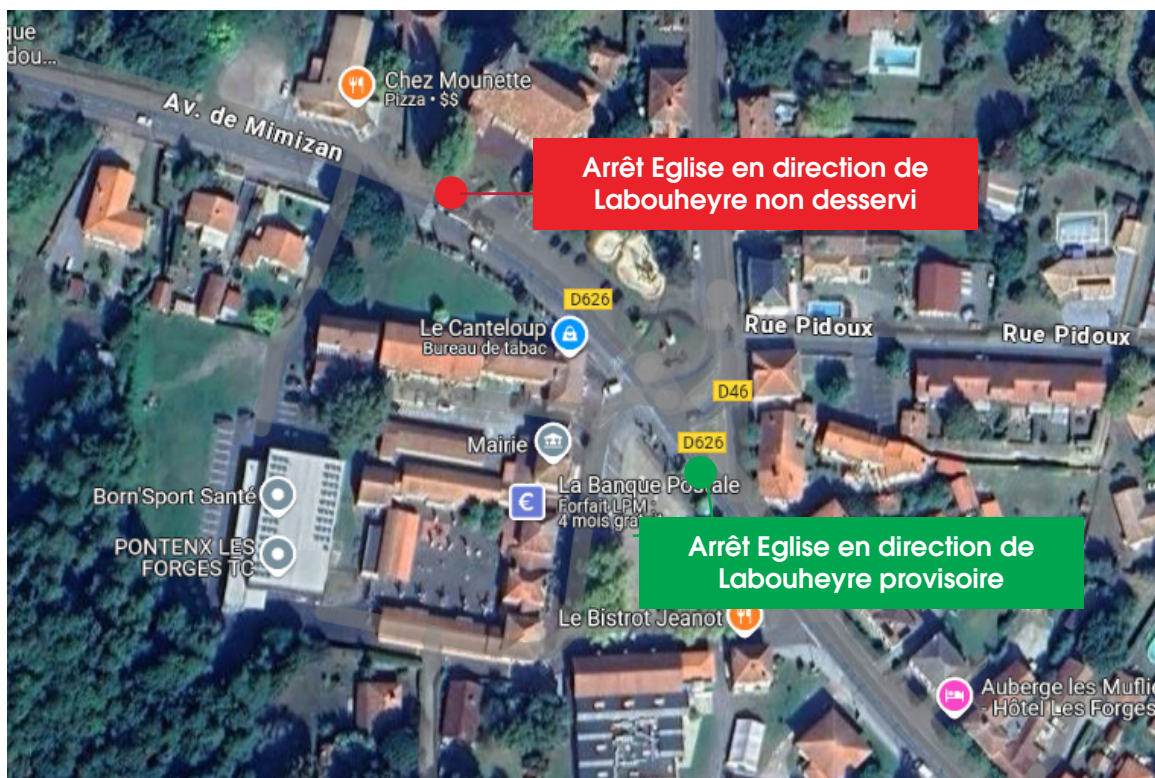 que
dou...
Chez Mounette
Pizza • $$
Av. de Mimizan
Arrêt Eglise en direction de
Labouheyre non desservi
D626
Le Canteloup
Bureau de tabac
Rue Pidoux
Rue Pidoux
D46
Mairie
D626
La Banque Postale
Forfait LPM :
4 mois grat
Born'Sport Santé
PONTENX LES
FORGES TC
Arrêt Eglise en direction de
Labouheyre provisoire
Le Bistrot Jeanot
Auberge les Muflie
- Hôtel Les Forges